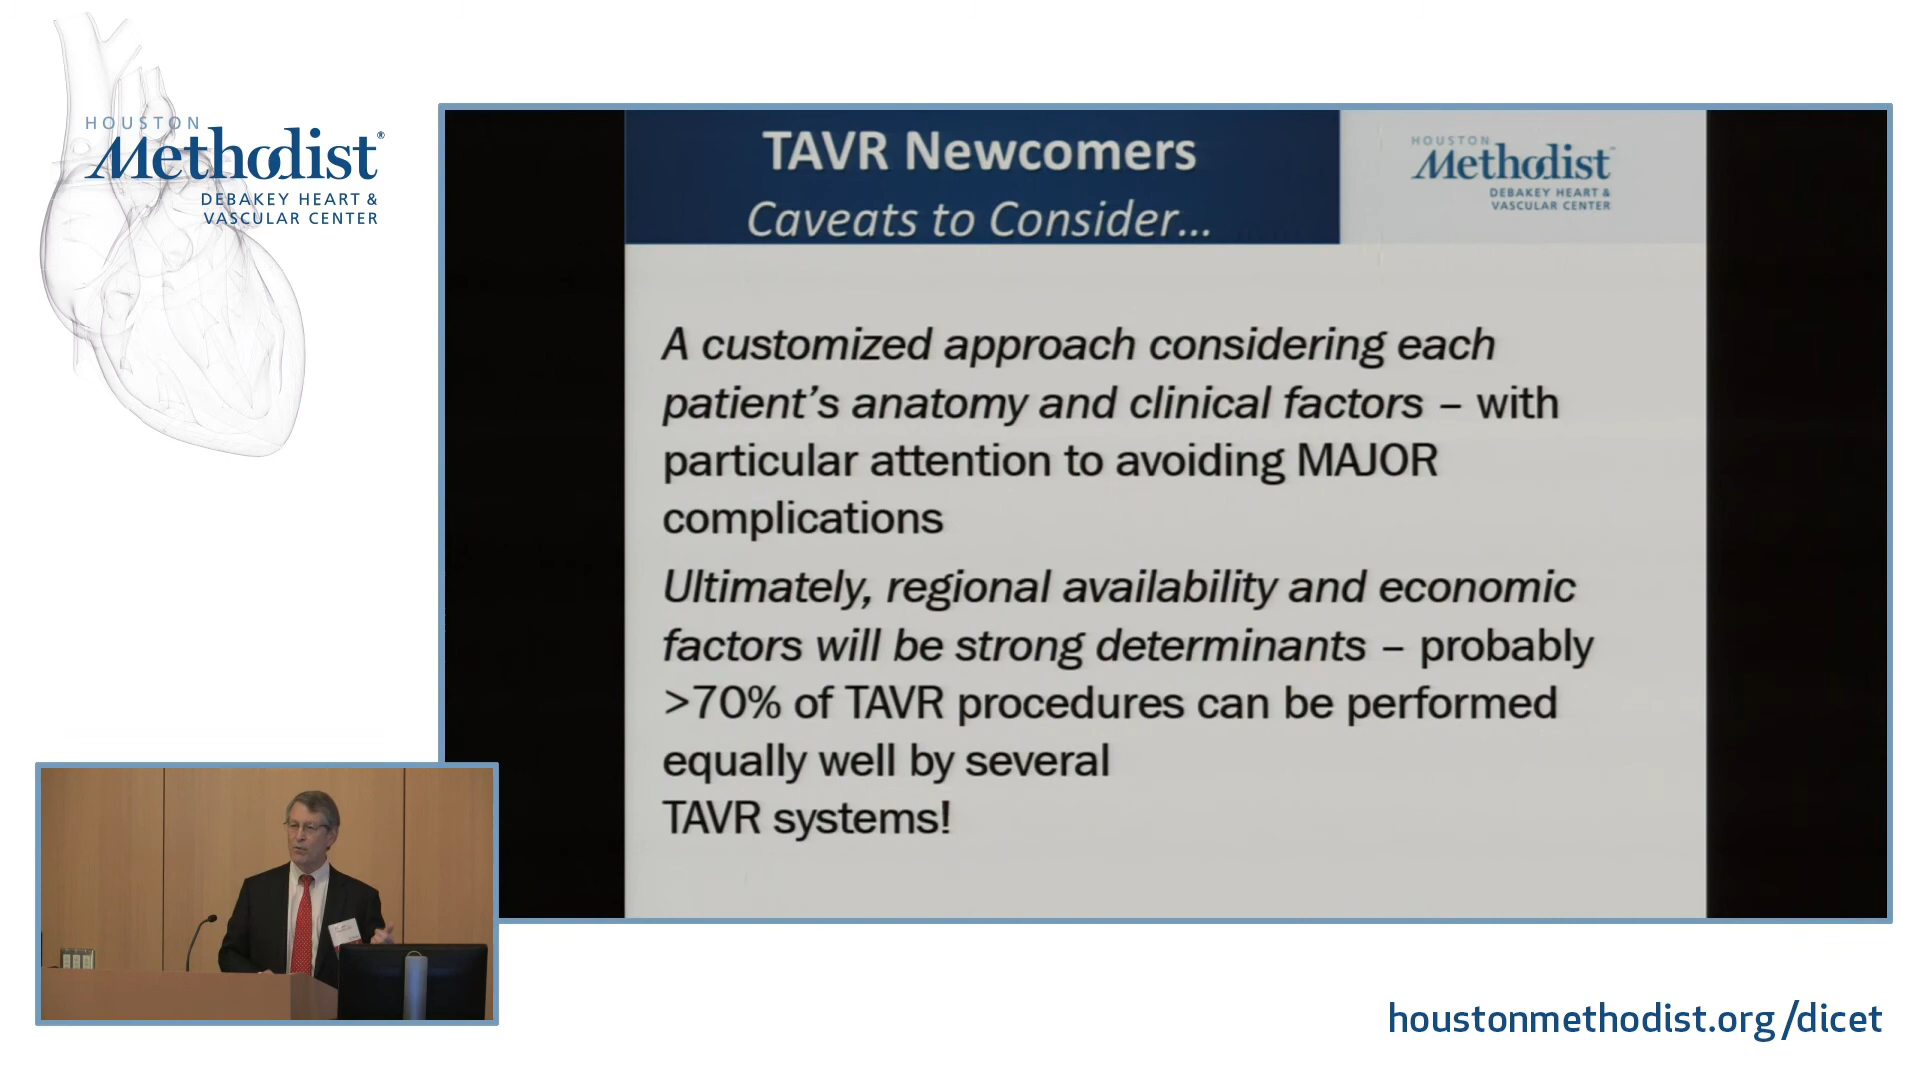 HOUSTON
Methodist®
DEBAKEY HEART &
VASCULAR CENTER
TAVR Newcomers
Caveats to Consider...
HOUSTON
Methodist
DEBAKEY HEART &
VASCULAR CENTER
A customized approach considering each
patient’s anatomy and clinical factors – with
particular attention to avoiding MAJOR
complications
Ultimately, regional availability and economic
factors will be strong determinants – probably
>70% of TAVR procedures can be performed
equally well by several
TAVR systems!
houstonmethodist.org/dicet